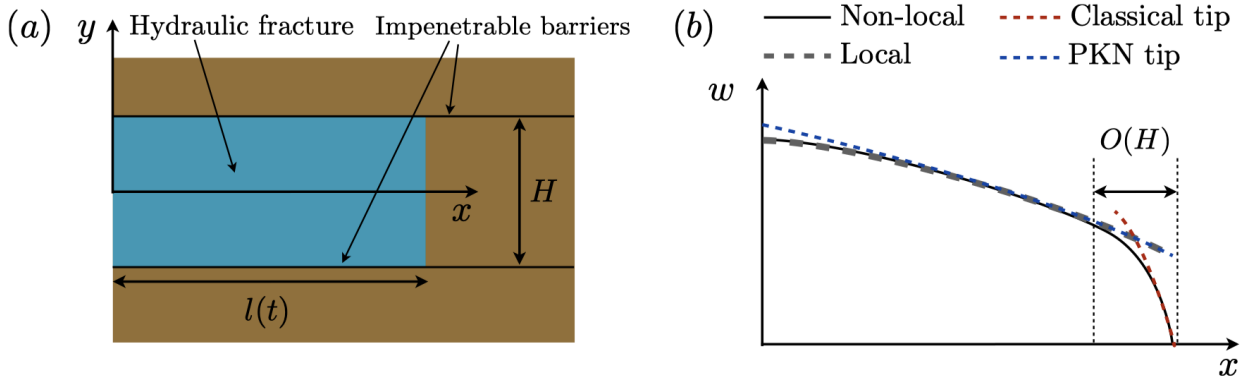 (a)
y
Hydraulic fracture
Impenetrable barriers
x
H
l(t)
(b)
Non-local
Classical tip
Local
PKN tip
w
O(H)
x